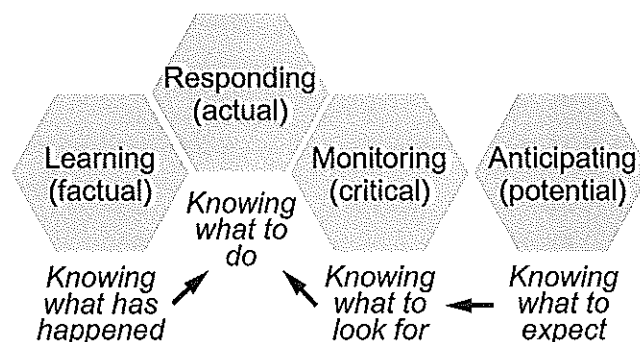 Responding
(actual)
Learning
(factual)
Monitoring
(critical)
Anticipating
(potential)
Knowing
what to
do
Knowing
what has
happened
Knowing
what to
look for
Knowing
what to
expect